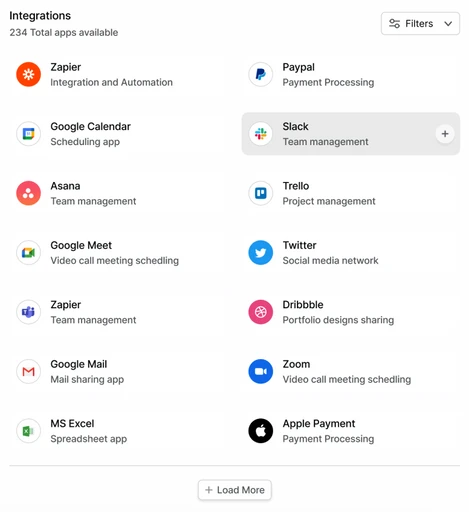 Integrations
234 Total apps available
Filters
Zapier
Integration and Automation
Paypal
Payment Processing
Google Calendar
Scheduling app
Slack
Team management
Asana
Team management
Trello
Project management
Google Meet
Video call meeting schedling
Twitter
Social media network
Zapier
Team management
Dribbble
Portfolio designs sharing
Google Mail
Mail sharing app
Zoom
Video call meeting schedling
MS Excel
Spreadsheet app
Apple Payment
Payment Processing
+ Load More